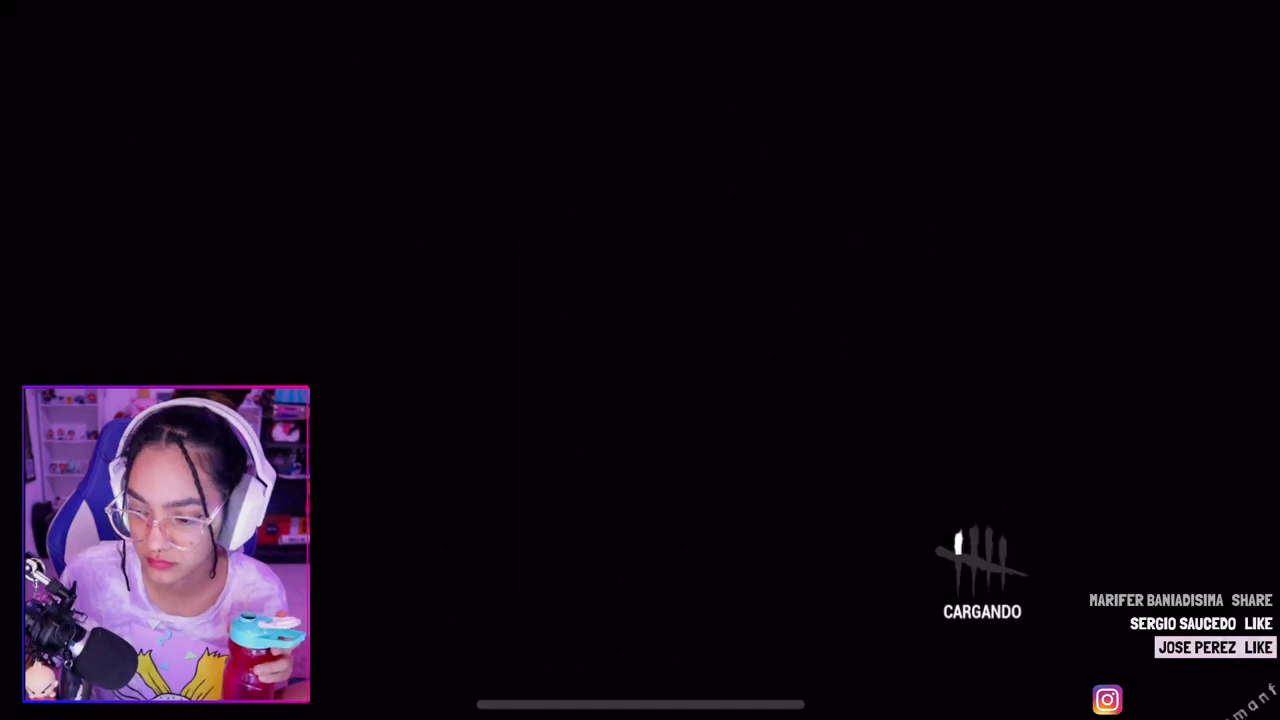 CARGANDO
MARIFER BANIADISIMA SHARE
SERGIO SAUCEDO LIKE
JOSE PEREZ LIKE